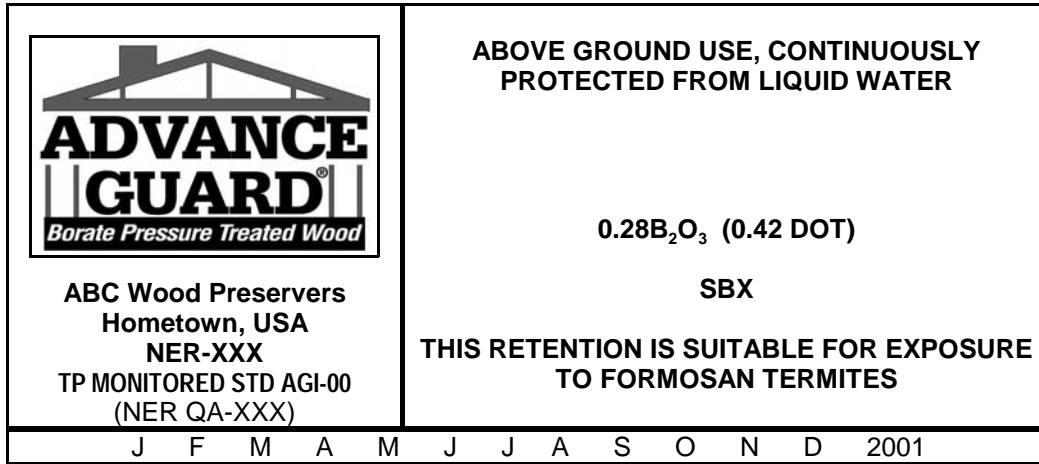 ADVANCE
GUARD®
Borate Pressure Treated Wood
ABC Wood Preservers
Hometown, USA
NER-XXX
TP MONITORED STD AGI-00
(NER QA-XXX)
ABOVE GROUND USE, CONTINUOUSLY
PROTECTED FROM LIQUID WATER
0.28B₂O₃ (0.42 DOT)
SBX
THIS RETENTION IS SUITABLE FOR EXPOSURE
TO FORMOSAN TERMITES
J F M A M J J A S O N D 2001